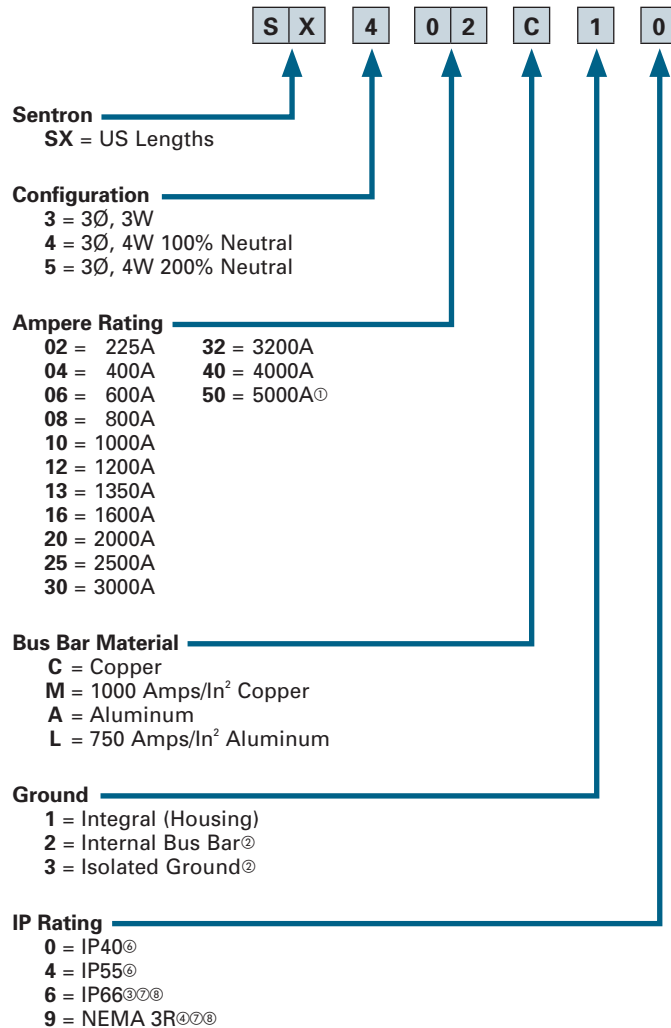 S X 4 0 2 C 1 0
Sentron
SX = US Lengths
Configuration
3 = 3Ø, 3W
4 = 3Ø, 4W 100% Neutral
5 = 3Ø, 4W 200% Neutral
Ampere Rating
02 = 225A 32 = 3200A
04 = 400A 40 = 4000A
06 = 600A 50 = 5000A①
08 = 800A
10 = 1000A
12 = 1200A
13 = 1350A
16 = 1600A
20 = 2000A
25 = 2500A
30 = 3000A
Bus Bar Material
C = Copper
M = 1000 Amps/In² Copper
A = Aluminum
L = 750 Amps/In² Aluminum
Ground
1 = Integral (Housing)
2 = Internal Bus Bar②
3 = Isolated Ground②
IP Rating
0 = IP40⑥
4 = IP55⑥
6 = IP66③⑦⑧
9 = NEMA 3R④⑦⑧